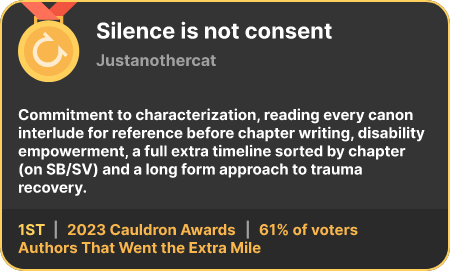 Silence is not consent
Justanothercat
Commitment to characterization, reading every canon
interlude for reference before chapter writing, disability
empowerment, a full extra timeline sorted by chapter
(on SB/SV) and a long form approach to trauma
recovery.
1ST | 2023 Cauldron Awards | 61% of voters
Authors That Went the Extra Mile